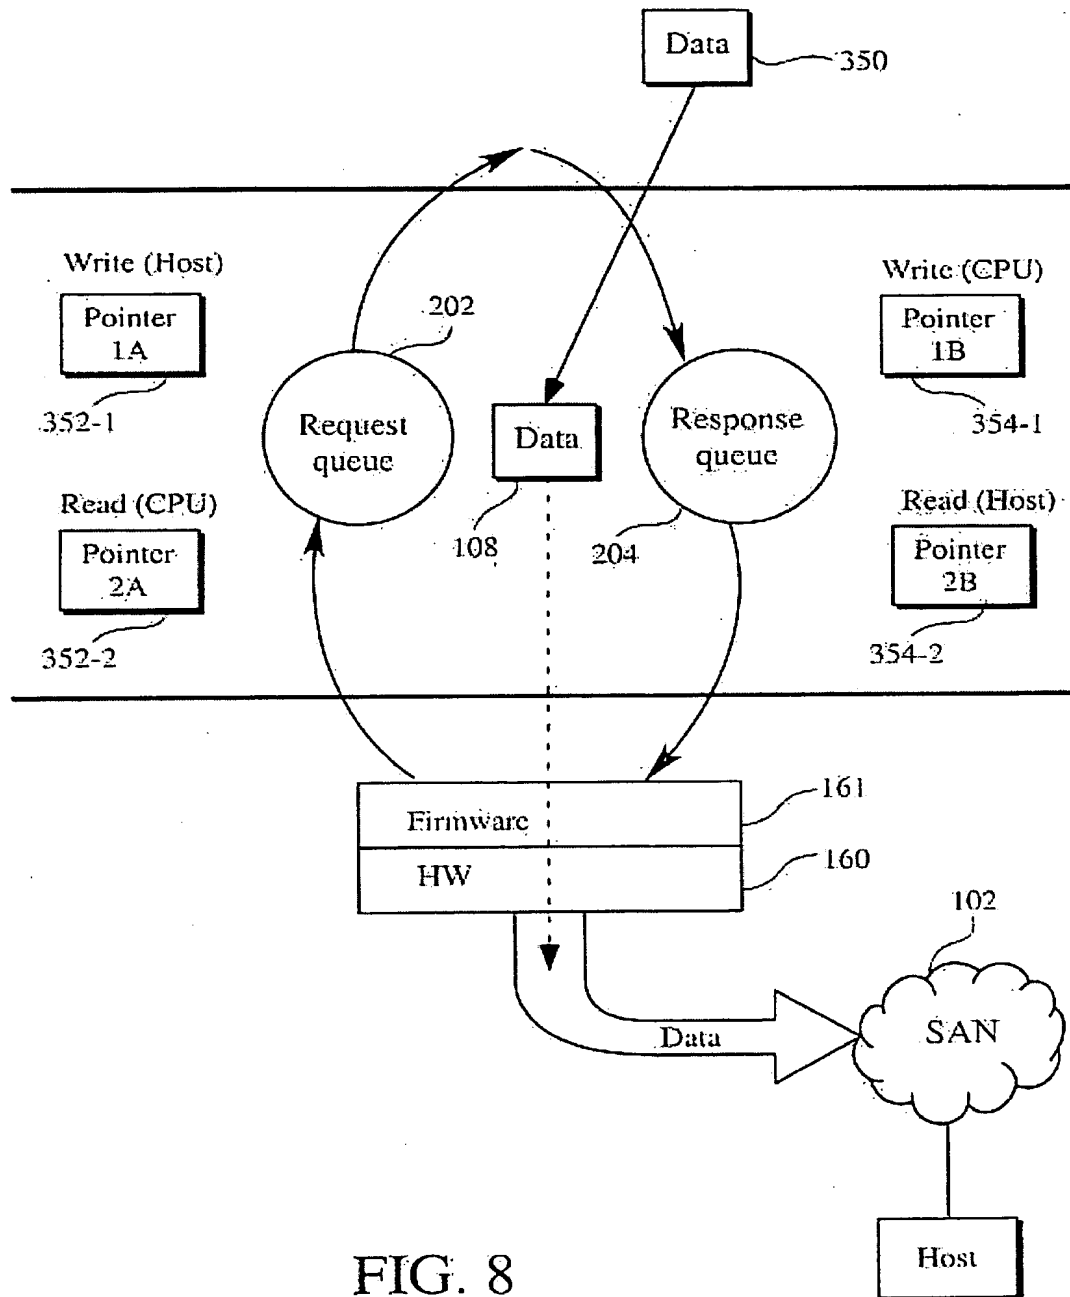 Data
350
Write (Host)
Pointer
1A
352-1
202
Request
queue
Data
108
Response
queue
204
Write (CPU)
Pointer
1B
354-1
Read (CPU)
Pointer
2A
352-2
Read (Host)
Pointer
2B
354-2
Firmware
161
HW
160
102
SAN
Data
Host
FIG. 8